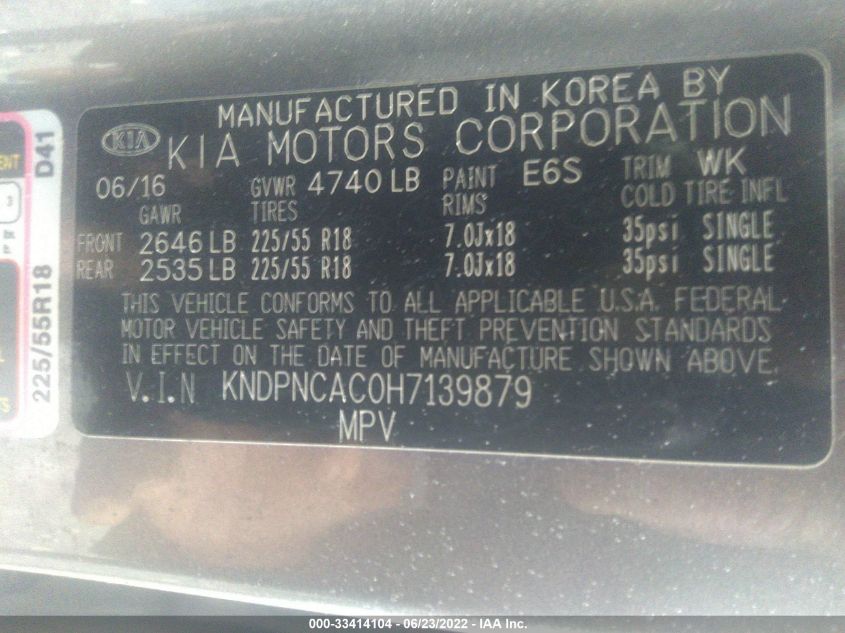 MANUFACTURED IN KOREA BY
KIA KIA MOTORS CORPORATION
06/16 GVWR 4740 LB PAINT E6S TRIM WK
GAWR TIRES RIMS COLD TIRE INFL
FRONT 2646 LB 225/55 R18 7.0Jx18 35psi SINGLE
REAR 2535 LB 225/55 R18 7.0Jx18 35psi SINGLE
THIS VEHICLE CONFORMS TO ALL APPLICABLE U.S.A. FEDERAL
MOTOR VEHICLE SAFETY AND THEFT PREVENTION STANDARDS
IN EFFECT ON THE DATE OF MANUFACTURE SHOWN ABOVE.
V.I.N KNDPNCAC0H7139879
MPV
D41
225/55R18
3
000-33414104 - 06/23/2022 - IAA Inc.